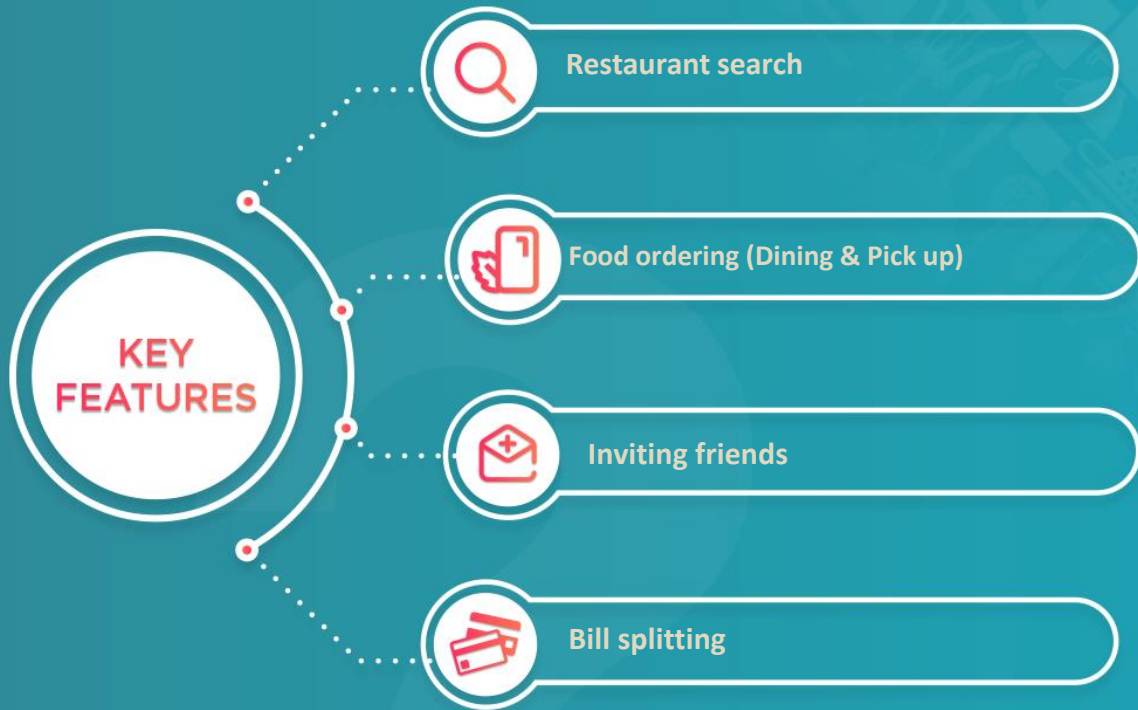 Restaurant search
Food ordering (Dining & Pick up)
KEY
FEATURES
Inviting friends
Bill splitting